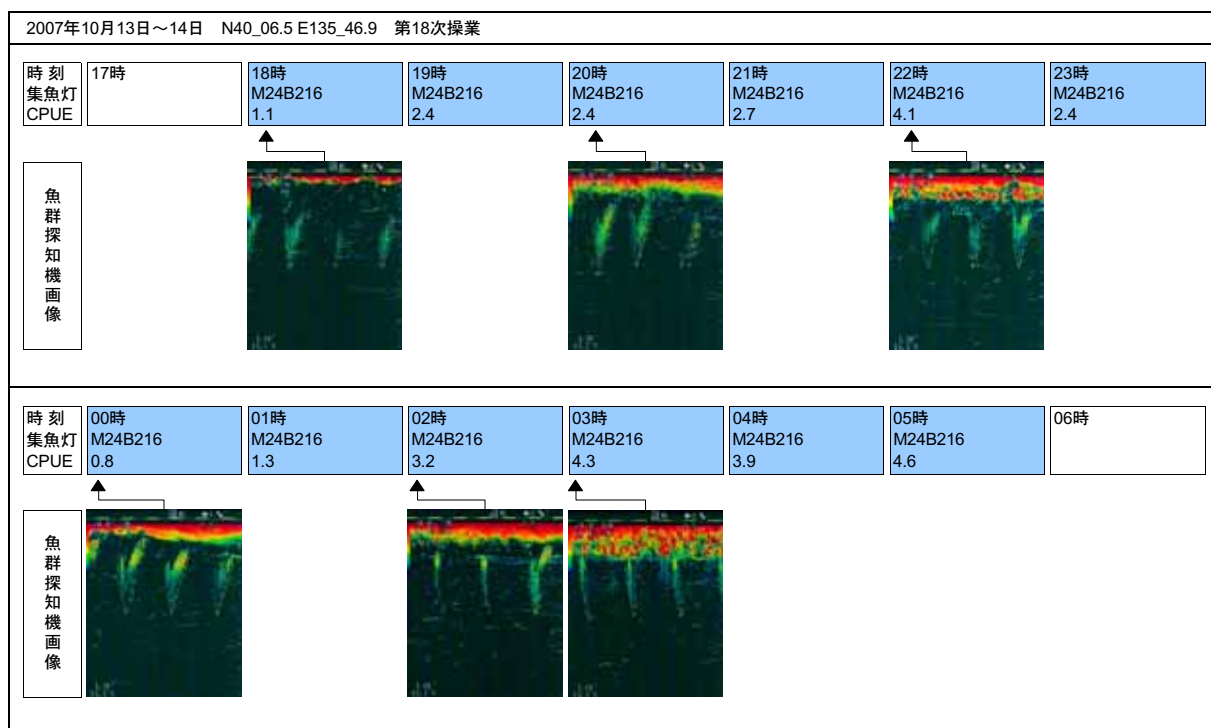 2007年10月13日～14日 N40_06.5 E135_46.9 第18次操業
時刻
集魚灯
CPUE
17時
18時
M24B216
1.1
19時
M24B216
2.4
20時
M24B216
2.4
21時
M24B216
2.7
22時
M24B216
4.1
23時
M24B216
2.4
魚群探知機画像
時刻
集魚灯
CPUE
00時
M24B216
0.8
01時
M24B216
1.3
02時
M24B216
3.2
03時
M24B216
4.3
04時
M24B216
3.9
05時
M24B216
4.6
06時
魚群探知機画像